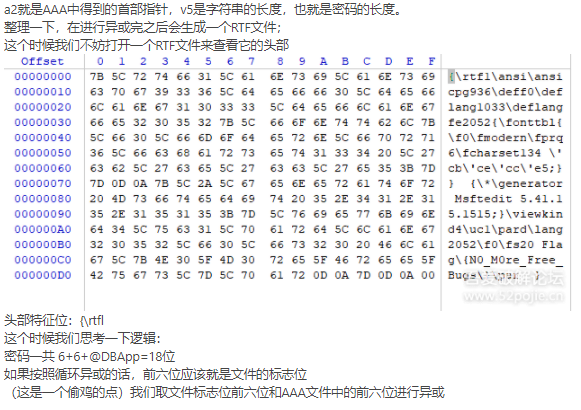 a2就是AAA中得到的首部指针，v5是字符串的长度，也就是密码的长度。
整理一下，在进行异或完之后会生成一个RTF文件；
这个时候我们不妨打开一个RTF文件来查看它的头部
Offset 0 1 2 3 4 5 6 7 8 9 A B C D E F
00000000 7B 5C 72 74 66 31 5C 61 6E 73 69 5C 61 6E 73 69 {\rtf1\ansi\ansi
00000010 63 70 67 39 33 36 5C 64 65 66 66 30 5C 64 65 66 cpg936\deff0\def
00000020 6C 61 6E 67 31 30 33 33 5C 64 65 66 6C 61 6E 67 lang1033\deflang
00000030 66 65 32 30 35 32 7B 5C 66 6F 6E 74 74 62 6C 7B fe2052{\fonttbl{
00000040 5C 66 30 5C 66 6D 6F 64 65 72 6E 5C 66 70 72 71 \f0\fmodern\fprq
00000050 36 5C 66 63 68 61 72 73 65 74 31 33 34 20 5C 27 6\fcharset134 \'
00000060 63 62 5C 27 63 65 5C 27 63 63 5C 27 65 35 3B 7D cb\'ce\'cc\'e5;}
00000070 7D 0D 0A 7B 5C 2A 5C 67 65 6E 65 72 61 74 6F 72 } {\*\generator
00000080 20 4D 73 66 74 65 64 69 74 20 35 2E 34 31 2E 31 Msftedit 5.41.1
00000090 35 2E 31 35 31 35 3B 7D 5C 76 69 65 77 6B 69 6E 5.1515;}\viewkin
000000A0 64 34 5C 75 63 31 5C 70 61 72 64 5C 6C 61 6E 67 d4\uc1\pard\lang
000000B0 32 30 35 32 5C 66 30 5C 66 73 32 30 20 46 6C 61 2052\f0\fs20 Fla
000000C0 67 5C 7B 4E 30 5F 4D 30 72 65 5F 46 72 65 65 5F g\{N0_M0re_Free_
000000D0 42 75 67 73 5C 7D 5C 70 61 72 0D 0A 7D 0D 0A 00 Bugs\}\par }
吾爱破解论坛
www.52pojie.cn
头部特征位：{\rtfl
这个时候我们思考一下逻辑：
密码一共 6+6+@DBApp=18位
如果按照循环异或的话，前六位应该就是文件的标志位
（这是一个偷鸡的点）我们取文件标志位前六位和AAA文件中的前六位进行异或